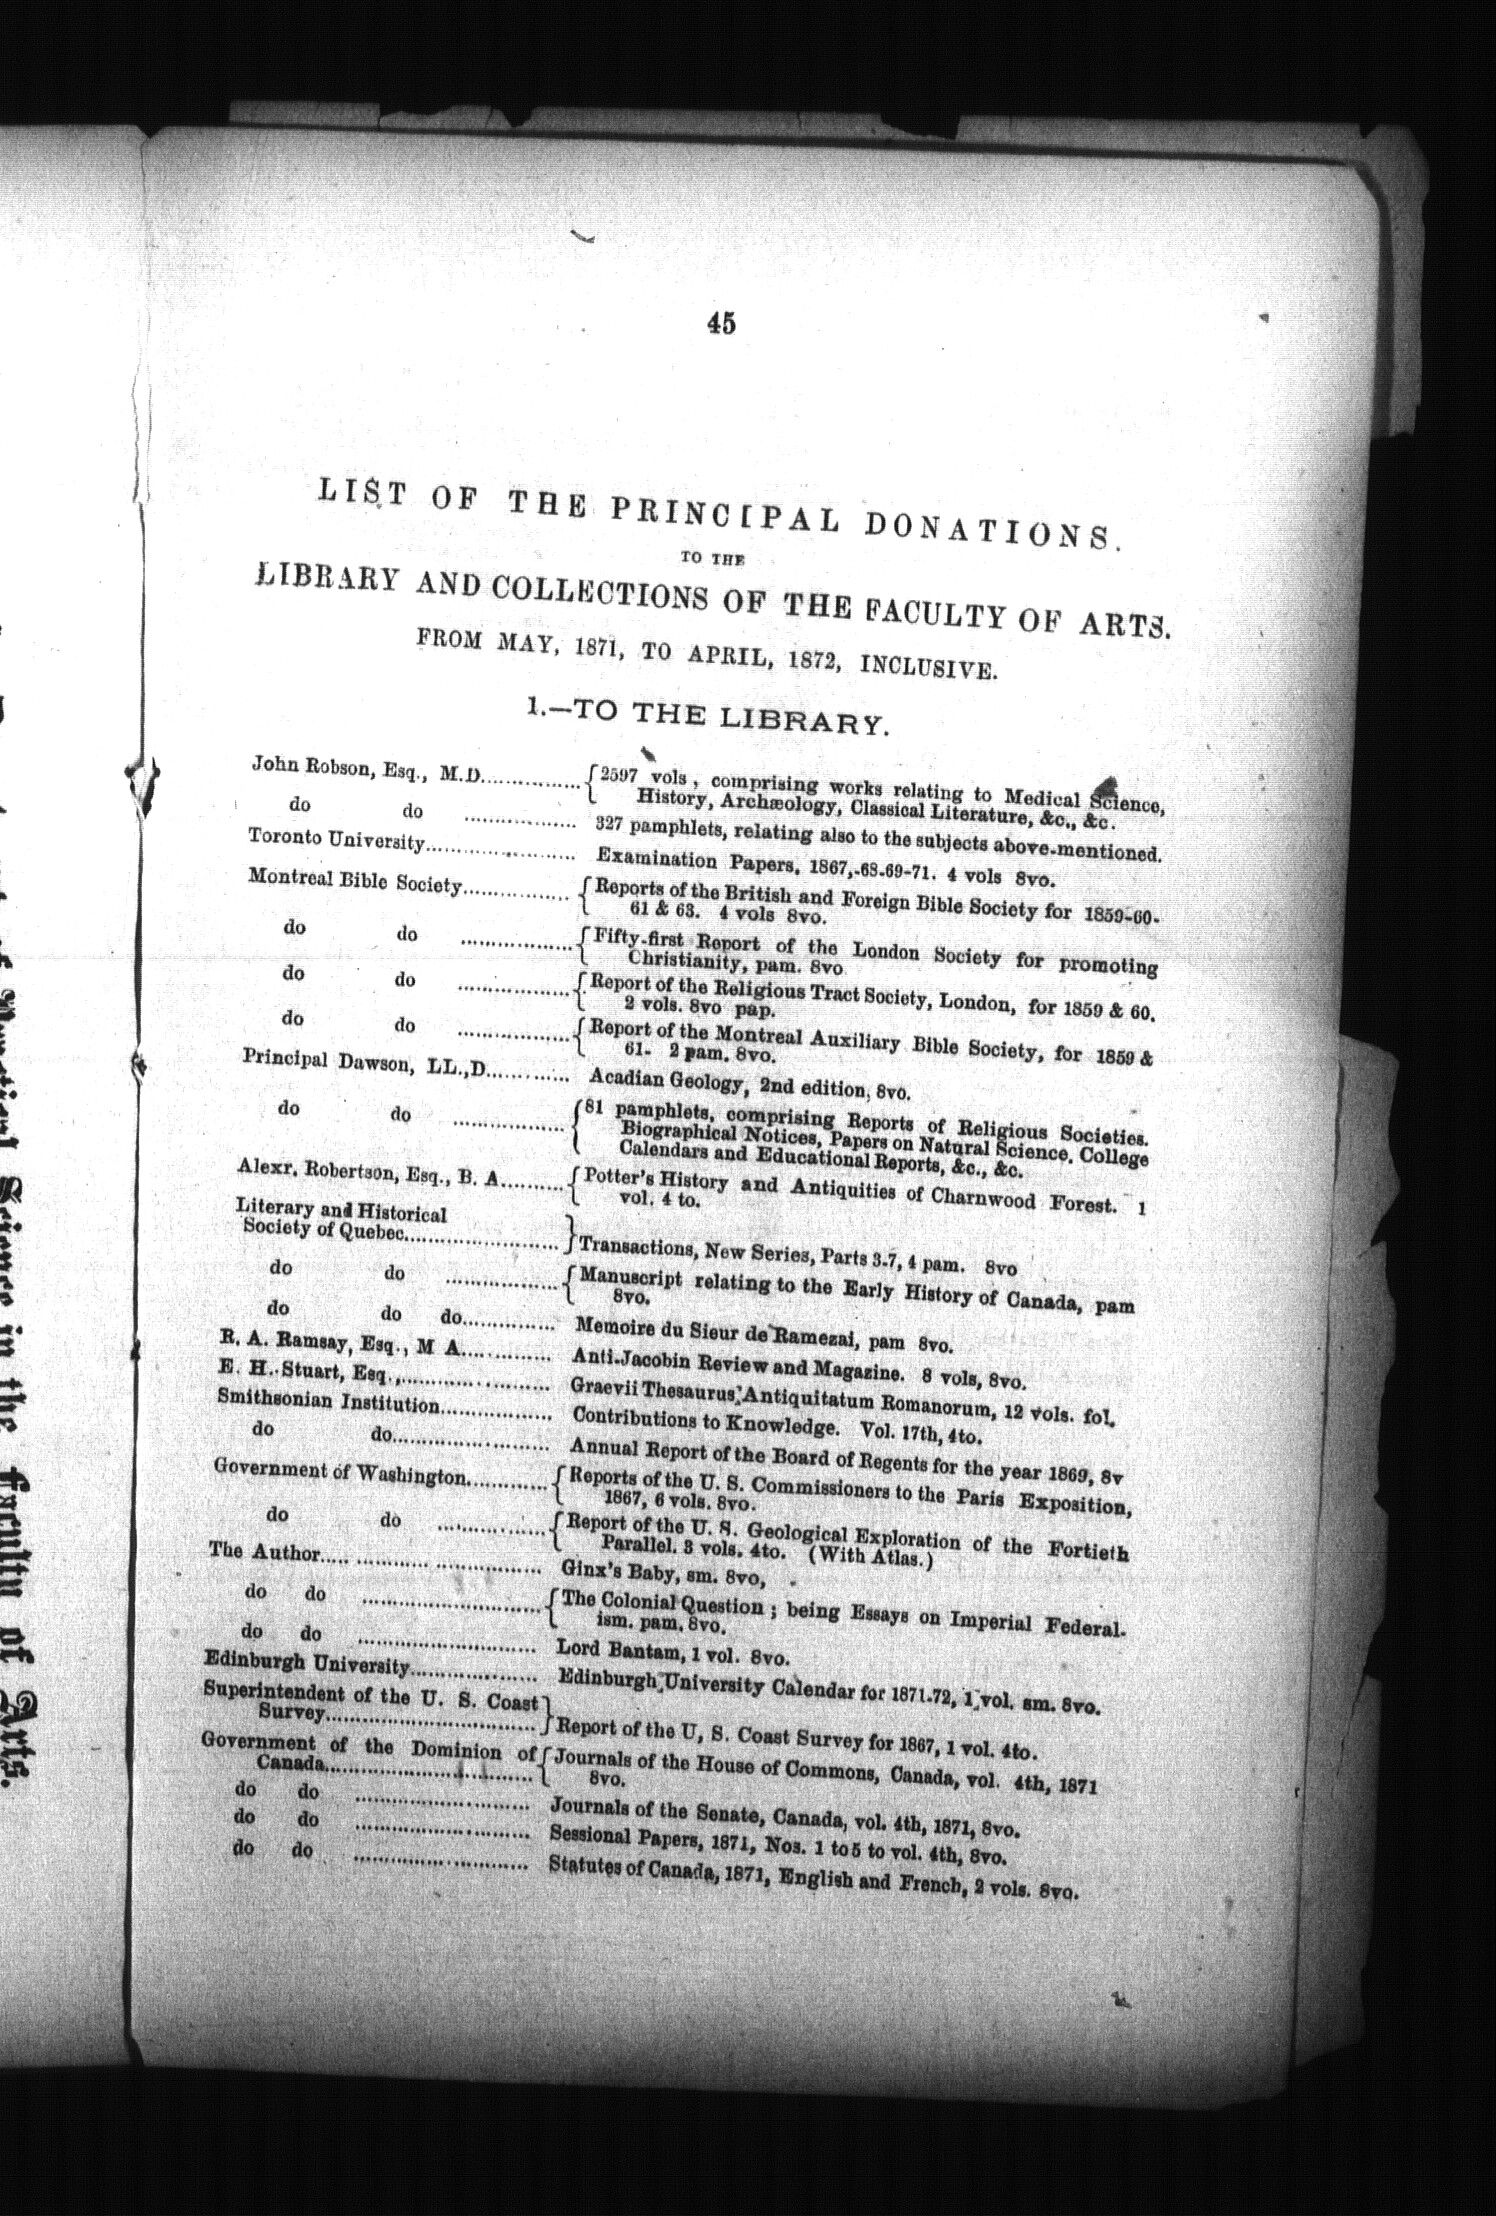 45
LIST OF THE PRINCIPAL DONATIONS.
TO THE
LIBRARY AND COLLECTIONS OF THE FACULTY OF ARTS.
FROM MAY, 1871, TO APRIL, 1872, INCLUSIVE.
1.—TO THE LIBRARY.
John Robson, Esq., M.D............... { 2597 vols, comprising works relating to Medical Science,
History, Archæology, Classical Literature, &c., &c.
do do .................. 327 pamphlets, relating also to the subjects above-mentioned.
Toronto University........................ Examination Papers, 1867,-68-69-71. 4 vols 8vo.
Montreal Bible Society................ { Reports of the British and Foreign Bible Society for 1859-60-
61 & 63. 4 vols 8vo.
do do .................. { Fifty-first Report of the London Society for promoting
Christianity, pam. 8vo
do do .................. { Report of the Religious Tract Society, London, for 1859 & 60.
2 vols. 8vo pap.
do do .................. { Report of the Montreal Auxiliary Bible Society, for 1859 &
61- 2 pam. 8vo.
Principal Dawson, LL.,D............. Acadian Geology, 2nd edition, 8vo.
do do .................. { 81 pamphlets, comprising Reports of Religious Societies.
Biographical Notices, Papers on Natural Science, College
Calendars and Educational Reports, &c., &c.
Alexr. Robertson, Esq., B. A.......... { Potter's History and Antiquities of Charnwood Forest. 1
vol. 4 to.
Literary and Historical
Society of Quebec......................... } Transactions, New Series, Parts 3-7, 4 pam. 8vo
do do .................. { Manuscript relating to the Early History of Canada, pam
8vo.
do do do............... Memoire du Sieur de Ramezai, pam 8vo.
R. A. Ramsay, Esq., M A.............. Anti-Jacobin Review and Magazine. 8 vols, 8vo.
E. H. Stuart, Esq.,........................ Graevii Thesaurus Antiquitatum Romanorum, 12 vols. fol.
Smithsonian Institution.................. Contributions to Knowledge. Vol. 17th, 4to.
do do.......................... Annual Report of the Board of Regents for the year 1869, 8v
Government of Washington............. { Reports of the U. S. Commissioners to the Paris Exposition,
1867, 6 vols. 8vo.
do do .................. { Report of the U. S. Geological Exploration of the Fortieth
Parallel. 3 vols. 4to. (With Atlas.)
The Author..... ............ ................. Ginx's Baby, sm. 8vo,
do do ............................ { The Colonial Question ; being Essays on Imperial Federal-
ism. pam. 8vo.
do do ............................ Lord Bantam, 1 vol. 8vo.
Edinburgh University.................... Edinburgh University Calendar for 1871-72, 1 vol. sm. 8vo.
Superintendent of the U. S. Coast
Survey................................. } Report of the U, S. Coast Survey for 1867, 1 vol. 4to.
Government of the Dominion of { Journals of the House of Commons, Canada, vol. 4th, 1871
Canada................................. 8vo.
do do ........................... Journals of the Senate, Canada, vol. 4th, 1871, 8vo.
do do ........................... Sessional Papers, 1871, Nos. 1 to 5 to vol. 4th, 8vo.
do do ........................... Statutes of Canada, 1871, English and French, 2 vols. 8vo.
Science in the Faculty of Arts.